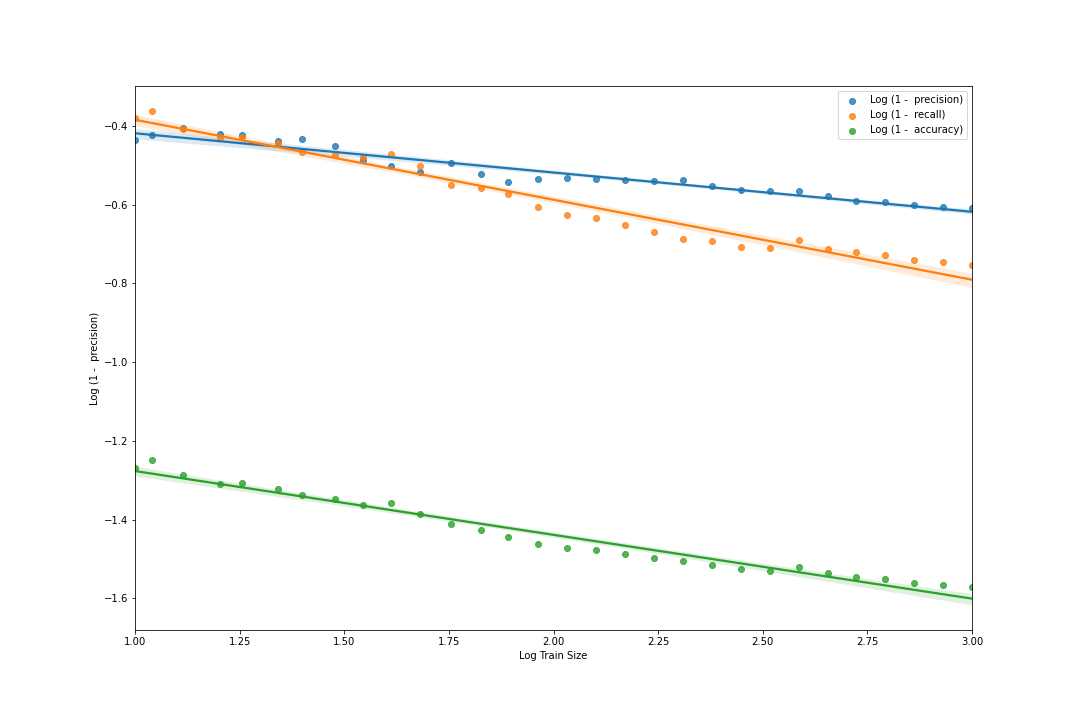 Log (1 -  precision)
Log (1 -  recall)
Log (1 -  accuracy)
Log (1 -  precision)
−0.4
−0.6
−0.8
−1.0
−1.2
−1.4
−1.6
1.00 1.25 1.50 1.75 2.00 2.25 2.50 2.75 3.00
Log Train Size